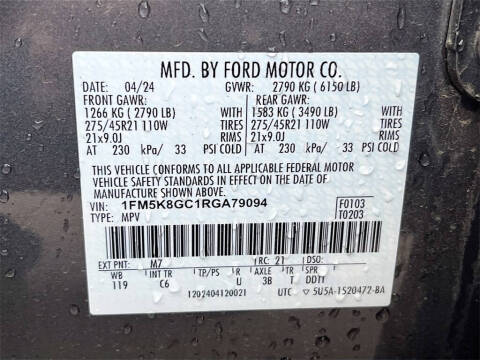 MFD. BY FORD MOTOR CO.
DATE: 04/24 GVWR: 2790 KG ( 6150 LB)
FRONT GAWR: REAR GAWR:
1266 KG ( 2790 LB) WITH 1583 KG ( 3490 LB) WITH
275/45R21 110W TIRES 275/45R21 110W TIRES
21x9.0J RIMS 21x9.0J RIMS
AT 230 kPa/ 33 PSI COLD AT 230 kPa/ 33 PSI COLD
THIS VEHICLE CONFORMS TO ALL APPLICABLE FEDERAL MOTOR
VEHICLE SAFETY STANDARDS IN EFFECT ON THE DATE OF
MANUFACTURE SHOWN ABOVE.
VIN: 1FM5K8GC1RGA79094 F0103
TYPE: MPV T0203
EXT PNT: M7 RC: 21
WB INT TR TP/PS R AXLE TR SPR
119 C6 U 3B T DDTT
1202404120021 UTC 5U5A-1520472-BA